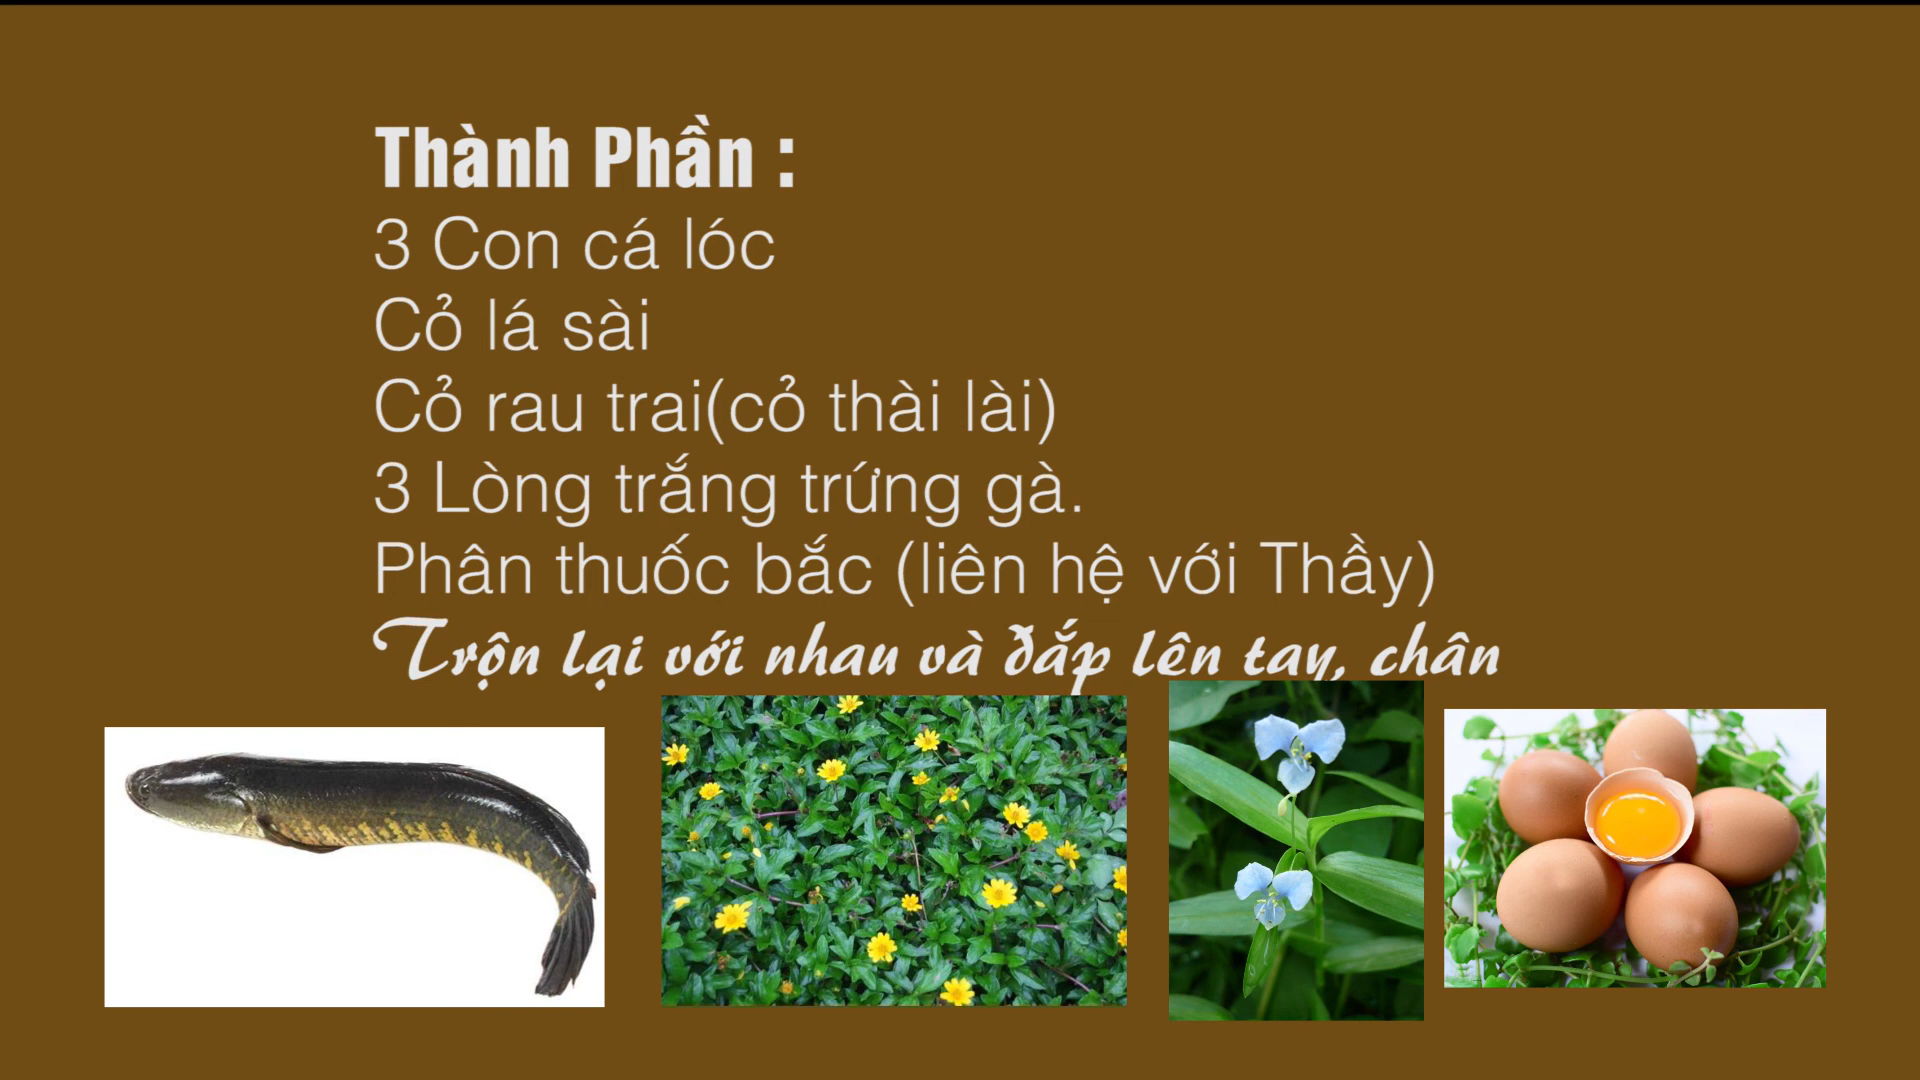 Thành Phần :
3 Con cá lóc
Cỏ lá sài
Cỏ rau trai(cỏ thài lài)
3 Lòng trắng trứng gà.
Phân thuốc bắc (liên hệ với Thầy)
Trộn lại với nhau và đắp lên tay, chân